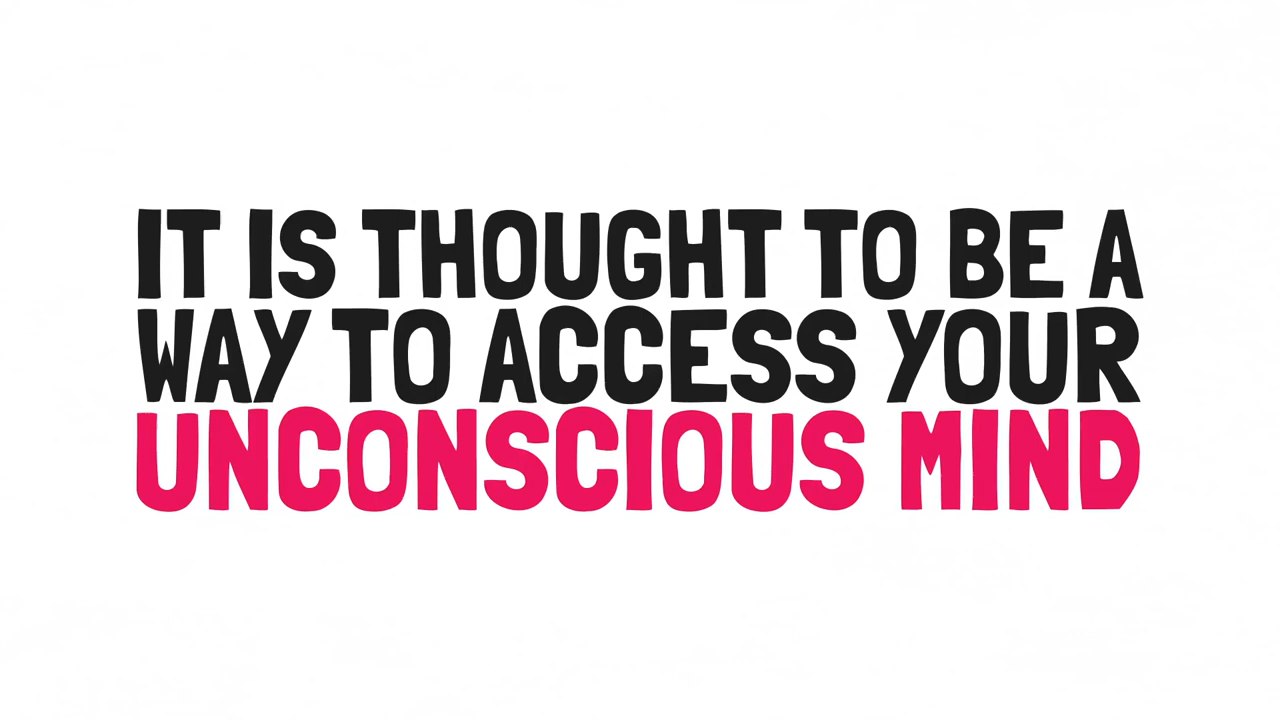 IT IS THOUGHT TO BE A
WAY TO ACCESS YOUR
UNCONSCIOUS MIND